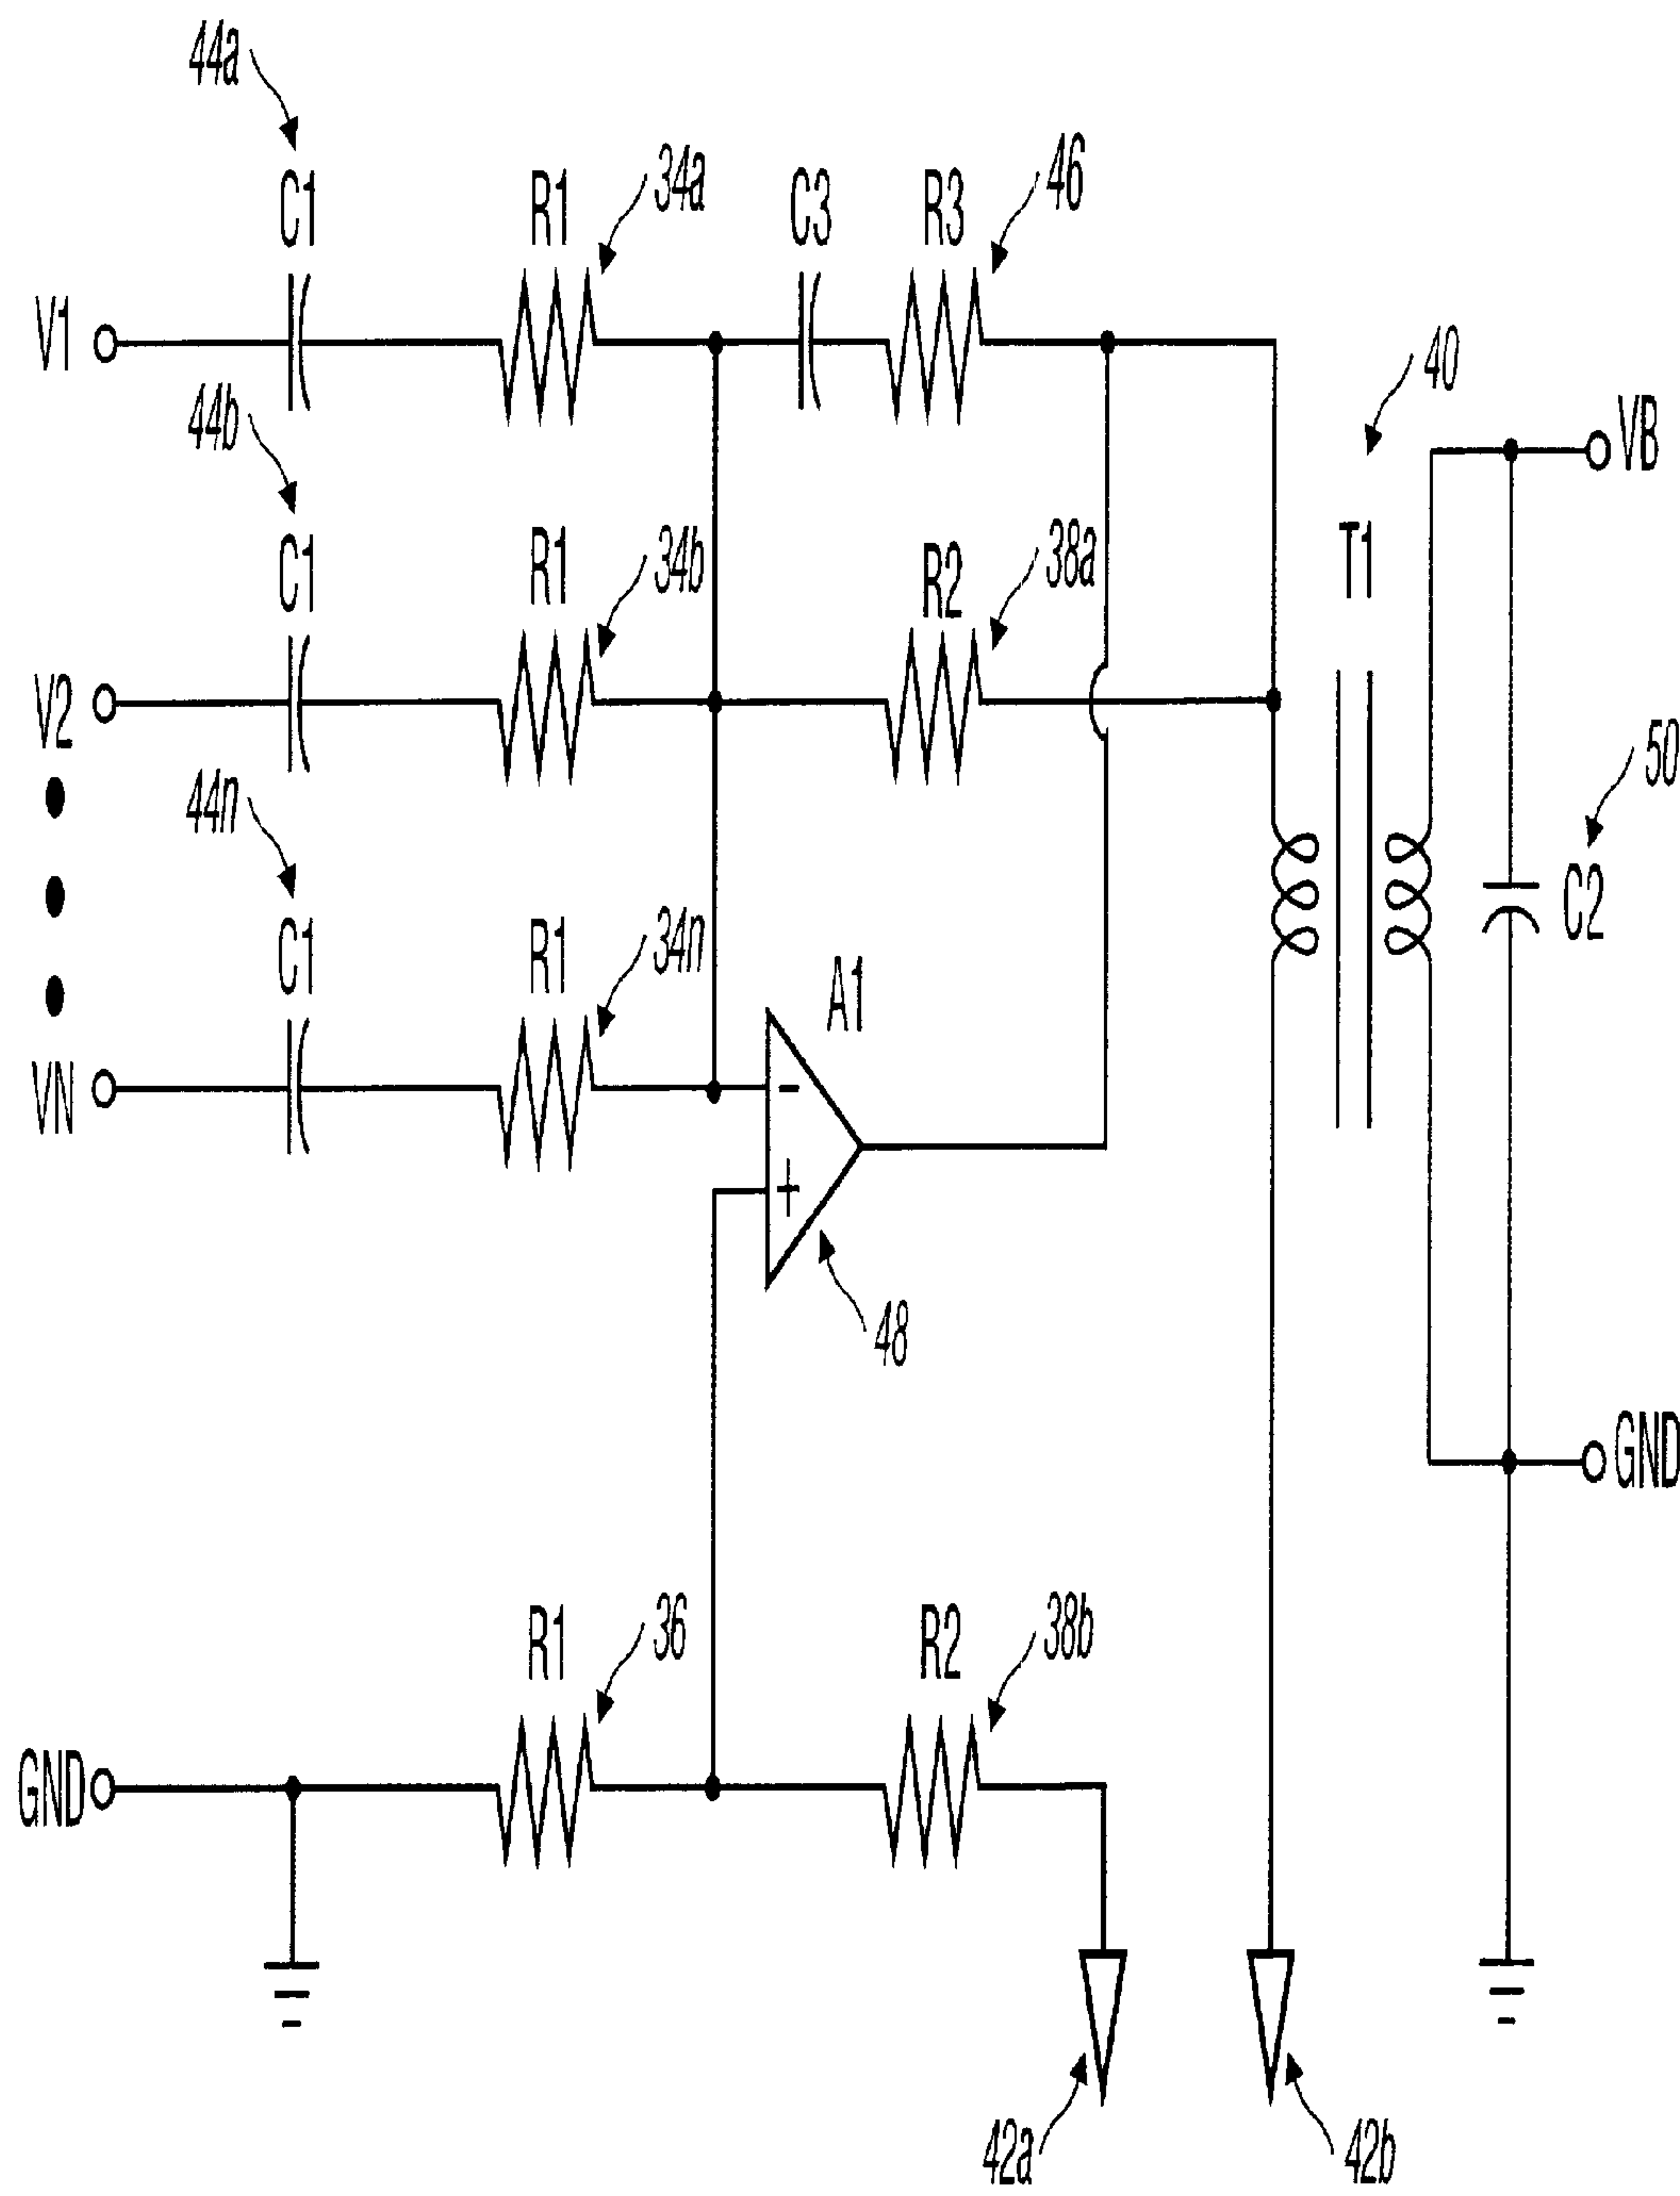 44a
C1
R1
34a
C3
R3
46
V1
40
VB
44b
C1
R1
34b
R2
38a
T1
V2
50
44n
C1
R1
34n
A1
C2
VN
-
+
48
GND
R1
36
R2
38b
GND
42a
42b